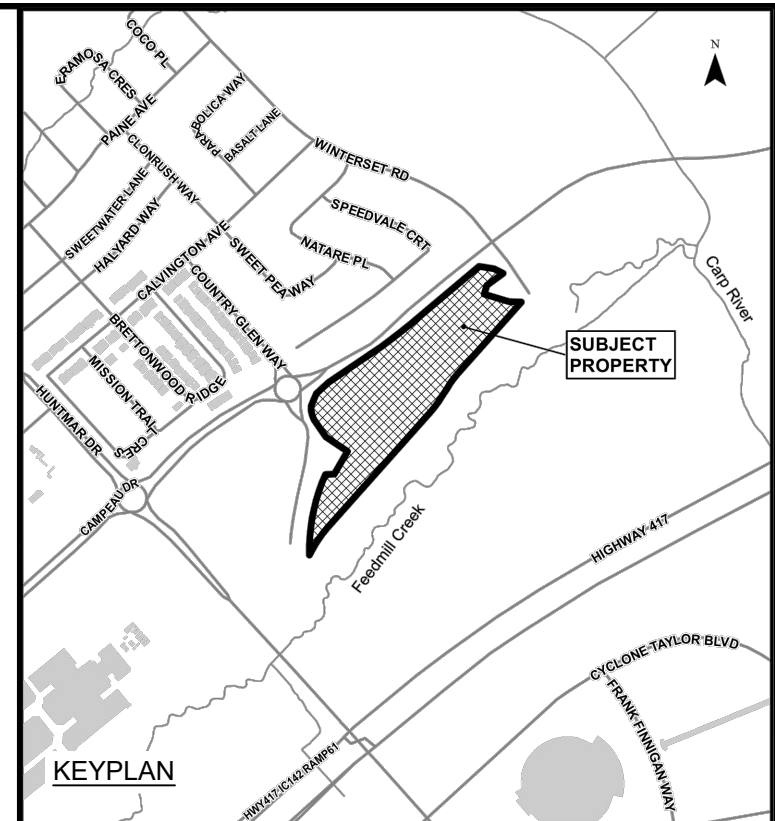 COCO PL
N
ERAMOSA CRES
PAINE AVE
PARABOLICA WAY
BASALT LANE
CLONRUSH WAY
WINTERSET RD
SWEETWATER LANE
HALYARD WAY
SPEEDVALE CRT
CALVINGTON AVE
SWEET PEA WAY
NATARE PL
COUNTRY GLEN WAY
Carp River
BRETTONWOOD RIDGE
SUBJECT
PROPERTY
MISSION TRAIL CRES
HUNTMAR DR
CAMPEAU DR
Feedmill Creek
HIGHWAY 417
CYCLONE TAYLOR BLVD
FRANK FINNIGAN WAY
KEYPLAN
HWY417 IC142 RAMP61